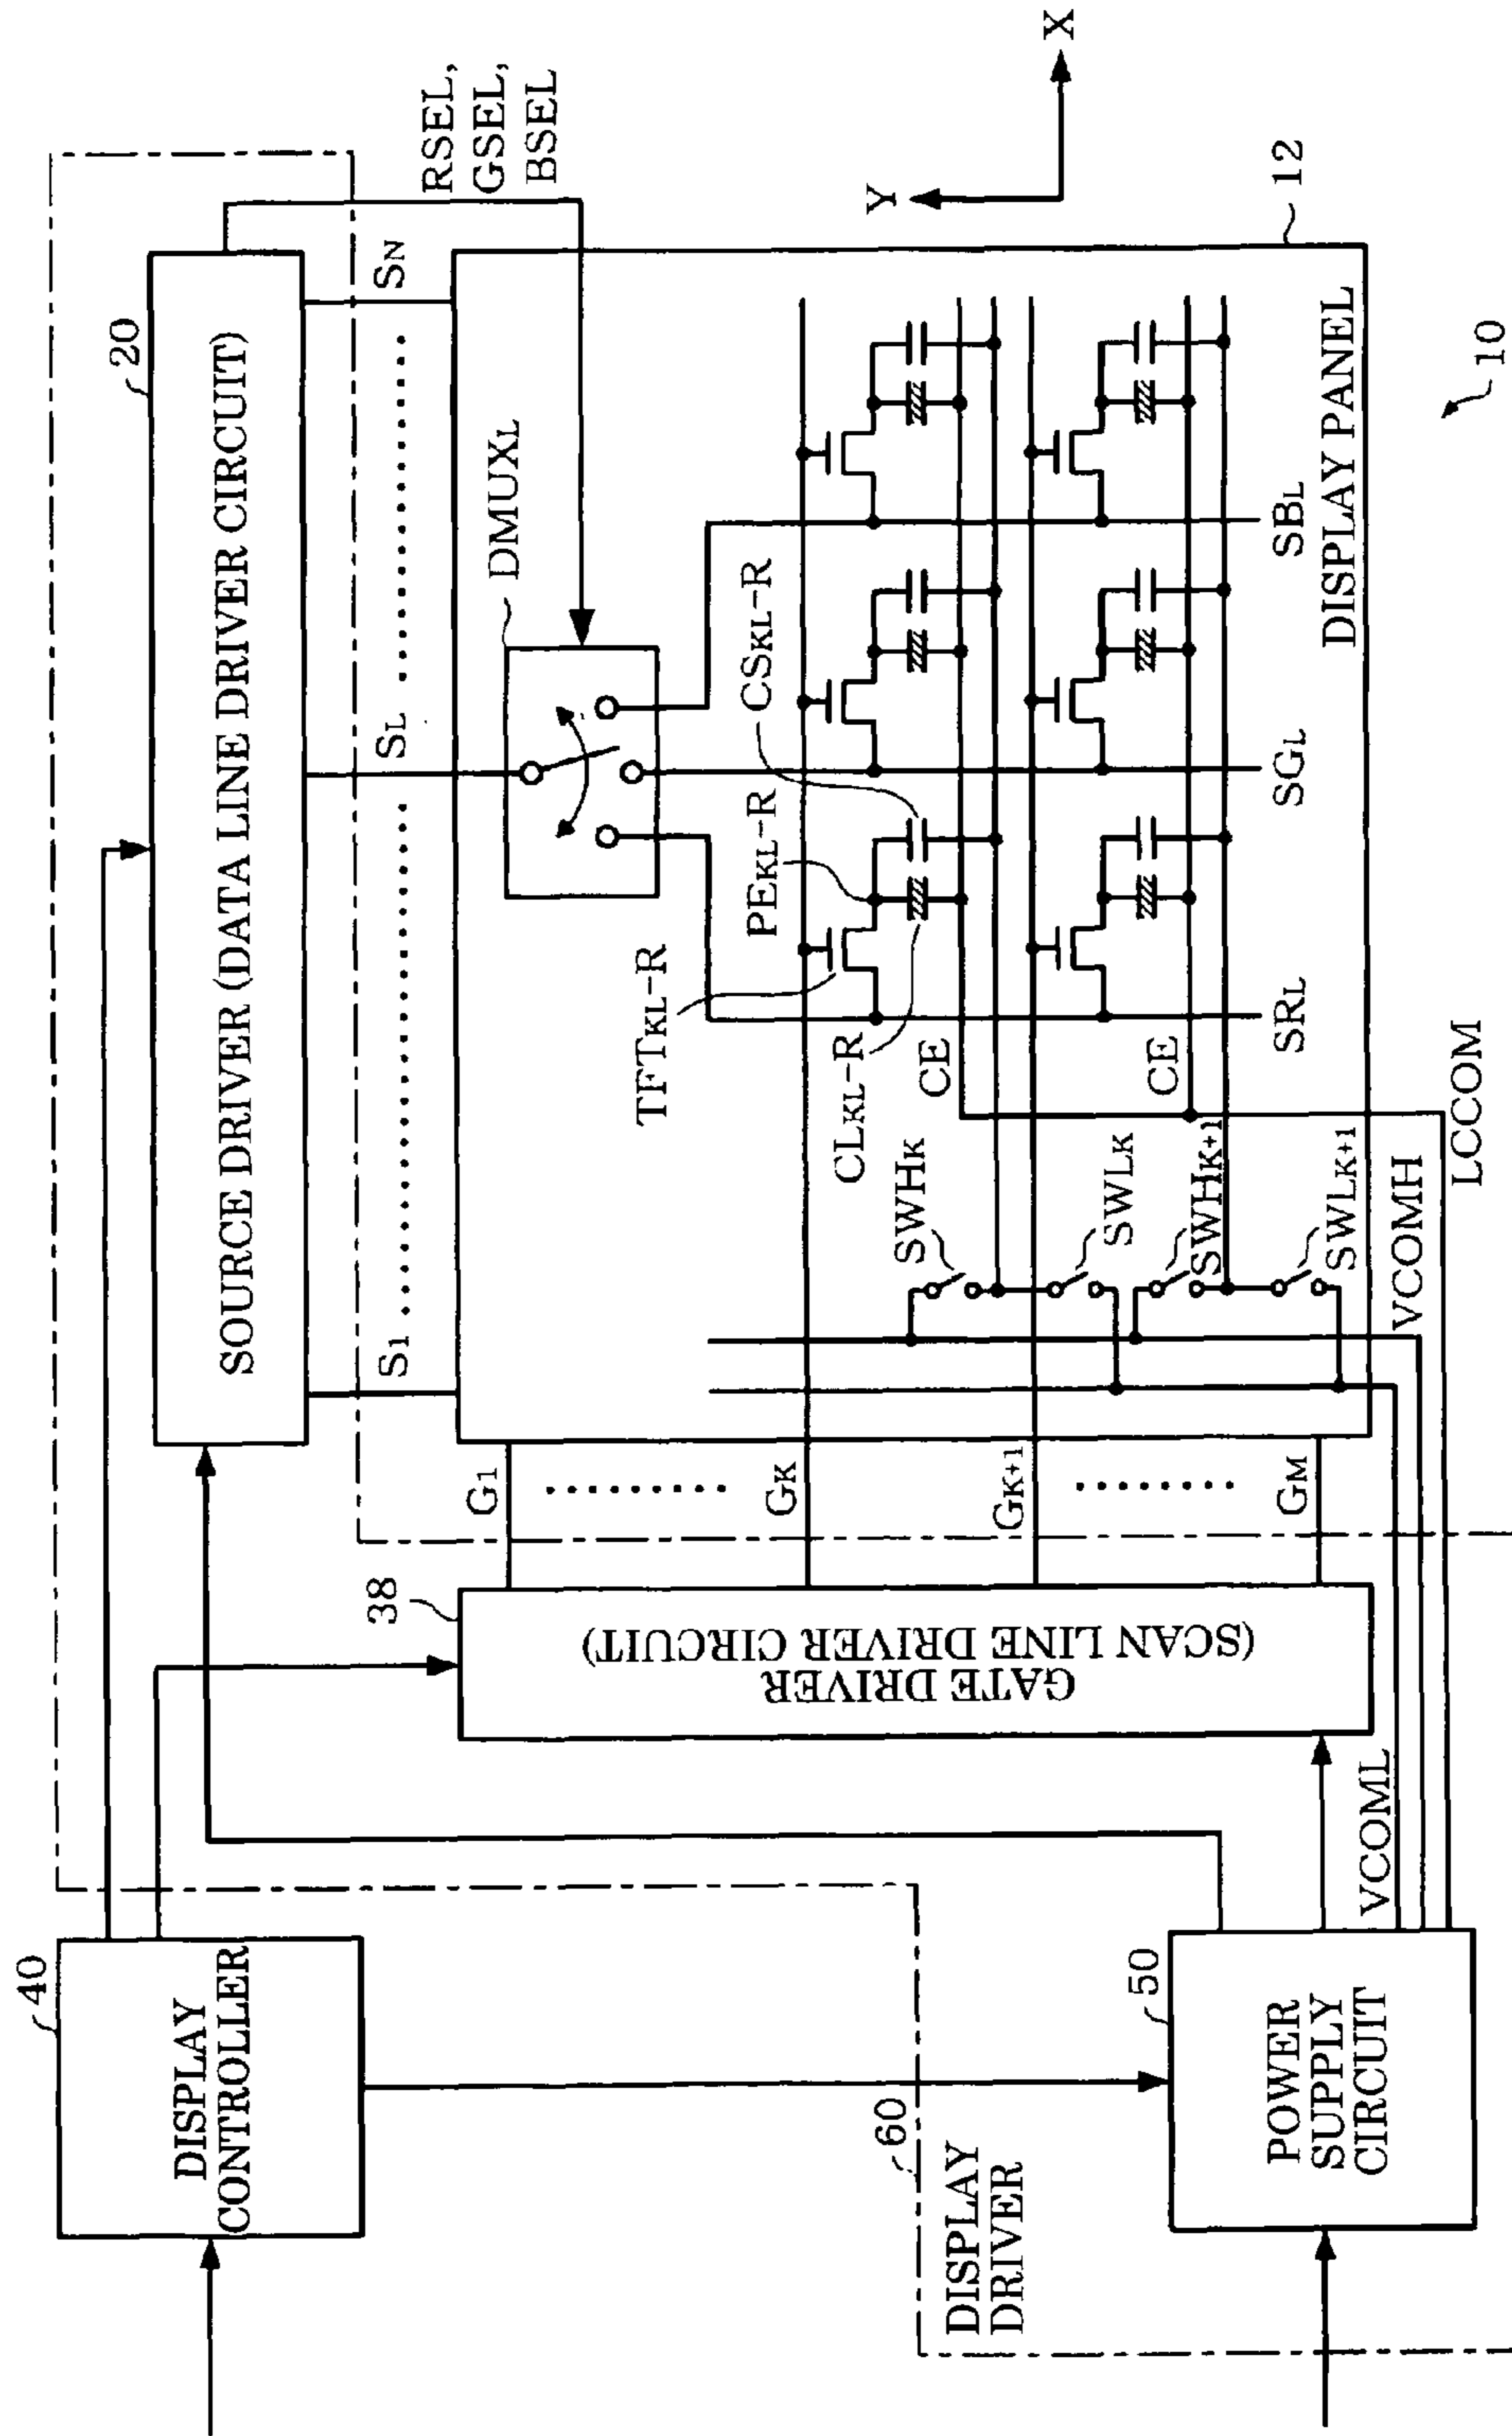 40
DISPLAY
CONTROLLER
20
SOURCE DRIVER (DATA LINE DRIVER CIRCUIT)
RSEL,
GSEL,
BSEL
S1
SL
SN
38
GATE DRIVER
(SCAN LINE DRIVER CIRCUIT)
G1
GK
GK+1
GM
DMUXL
TFTKL-R
PEKL-R
CSKL-R
CLKL-R
CE
CE
SWHK
SWLK
SWHK+1
SWLK+1
SRL
SGL
SBL
DISPLAY PANEL
12
Y
X
60
DISPLAY
DRIVER
50
POWER
SUPPLY
CIRCUIT
VCOML
VCOMH
LCCOM
10